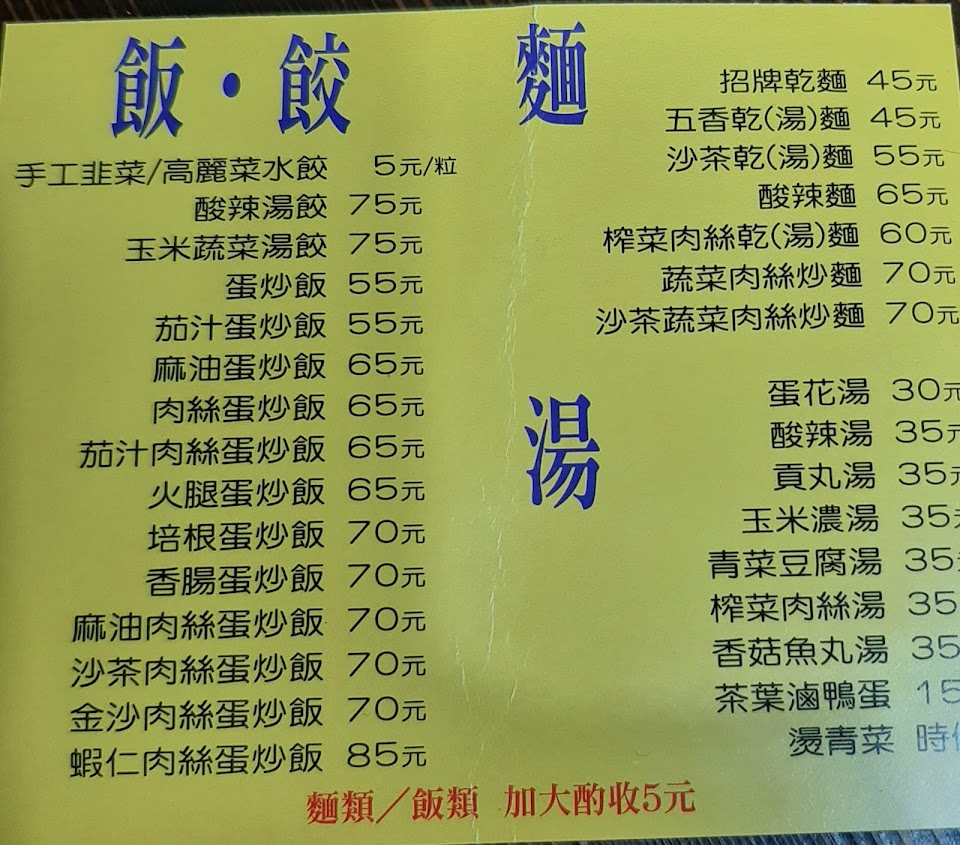 飯・餃
手工韭菜/高麗菜水餃 5元/粒
酸辣湯餃 75元
玉米蔬菜湯餃 75元
蛋炒飯 55元
茄汁蛋炒飯 55元
麻油蛋炒飯 65元
肉絲蛋炒飯 65元
茄汁肉絲蛋炒飯 65元
火腿蛋炒飯 65元
培根蛋炒飯 70元
香腸蛋炒飯 70元
麻油肉絲蛋炒飯 70元
沙茶肉絲蛋炒飯 70元
金沙肉絲蛋炒飯 70元
蝦仁肉絲蛋炒飯 85元
麵
招牌乾麵 45元
五香乾(湯)麵 45元
沙茶乾(湯)麵 55元
酸辣麵 65元
榨菜肉絲乾(湯)麵 60元
蔬菜肉絲炒麵 70元
沙茶蔬菜肉絲炒麵 70元
湯
蛋花湯 30元
酸辣湯 35元
貢丸湯 35元
玉米濃湯 35
青菜豆腐湯 35
榨菜肉絲湯 35
香菇魚丸湯 35
茶葉滷鴨蛋 15
燙青菜 時
麵類／飯類 加大酌收5元